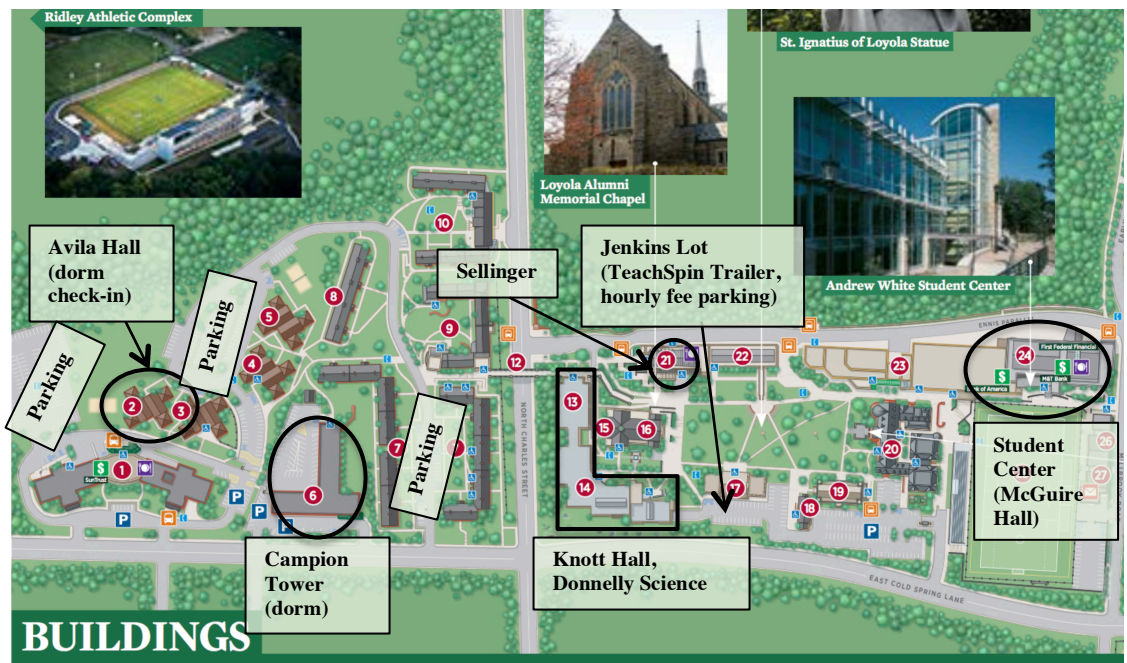 Ridley Athletic Complex
St. Ignatius of Loyola Statue
Loyola Alumni
Memorial Chapel
Andrew White Student Center
Avila Hall
(dorm
check-in)
Sellinger
Jenkins Lot
(TeachSpin Trailer,
hourly fee parking)
Parking
Parking
Parking
10
8
5
9
4
12
21
22
23
24
First Federal Financial
$
M&T Bank
ENNIS PARALLEL
2
3
13
15
16
20
26
27
1
$
SunTrust
7
6
14
17
19
18
P
P
P
P
P
NORTH CHARLES STREET
EAST COLD SPRING LANE
Student
Center
(McGuire
Hall)
Campion
Tower
(dorm)
Knott Hall,
Donnelly Science
BUILDINGS